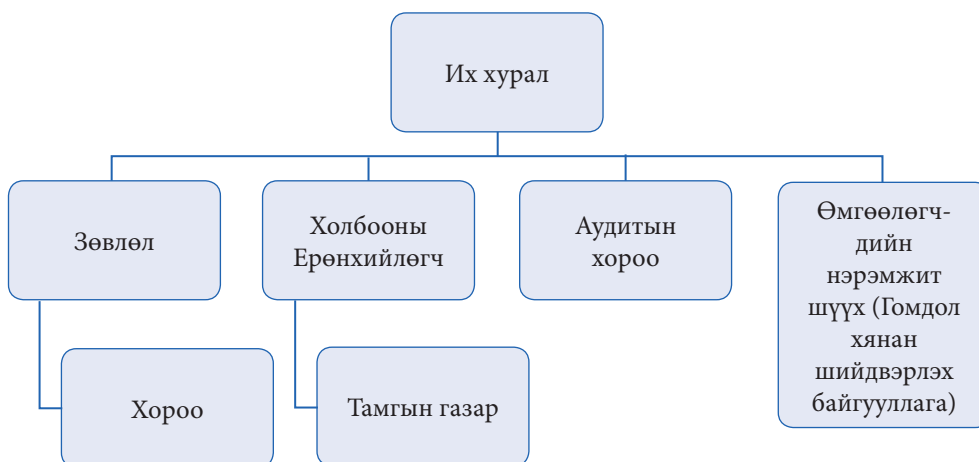 Их хурал
Зөвлөл
Холбооны
Ерөнхийлөгч
Аудитын
хороо
Өмгөөлөгч-
дийн
нэрэмжит
шүүх (Гомдол
хянан
шийдвэрлэх
байгууллага)
Хороо
Тамгын газар